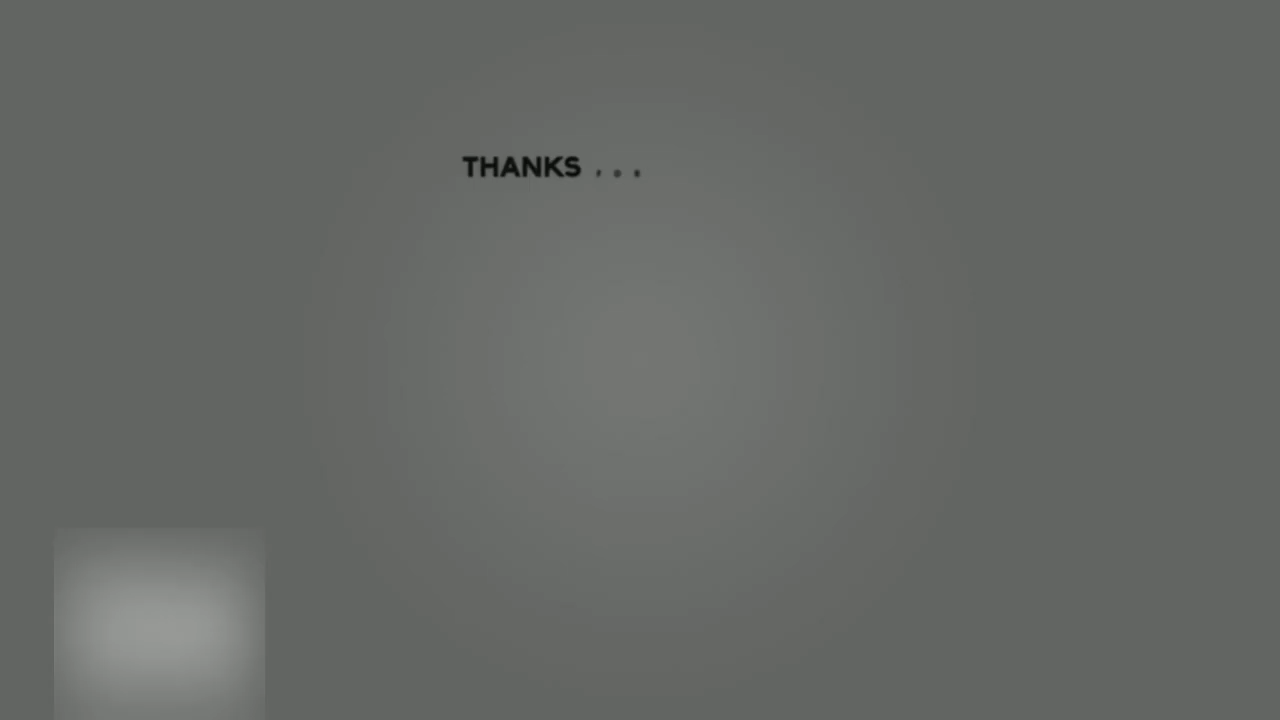 THANKS . . .